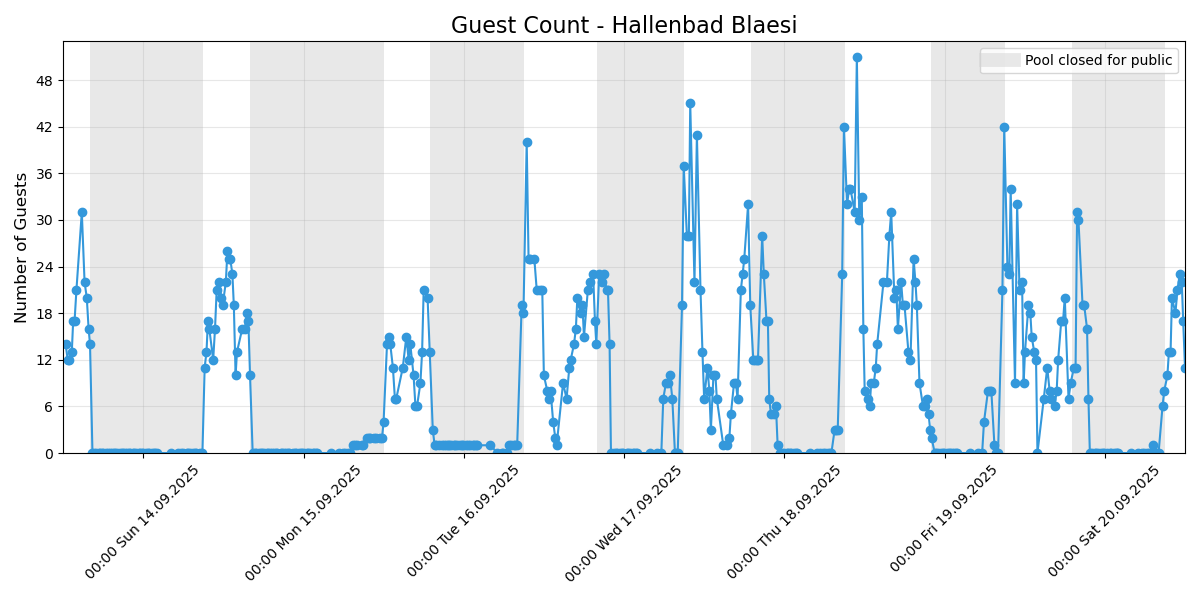 Guest Count - Hallenbad Blaesi
Pool closed for public
Number of Guests
48
42
36
30
24
18
12
6
0
00:00 Sun 14.09.2025
00:00 Mon 15.09.2025
00:00 Tue 16.09.2025
00:00 Wed 17.09.2025
00:00 Thu 18.09.2025
00:00 Fri 19.09.2025
00:00 Sat 20.09.2025